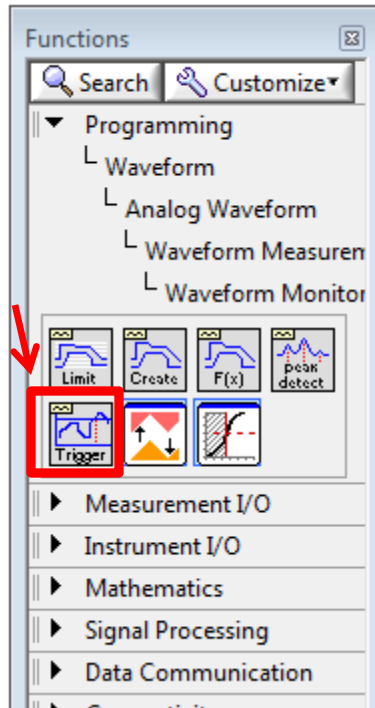 Functions
Search Customize
Programming
Waveform
Analog Waveform
Waveform Measurem
Waveform Monitor
Limit Create F(x) peak detect
Trigger
Measurement I/O
Instrument I/O
Mathematics
Signal Processing
Data Communication